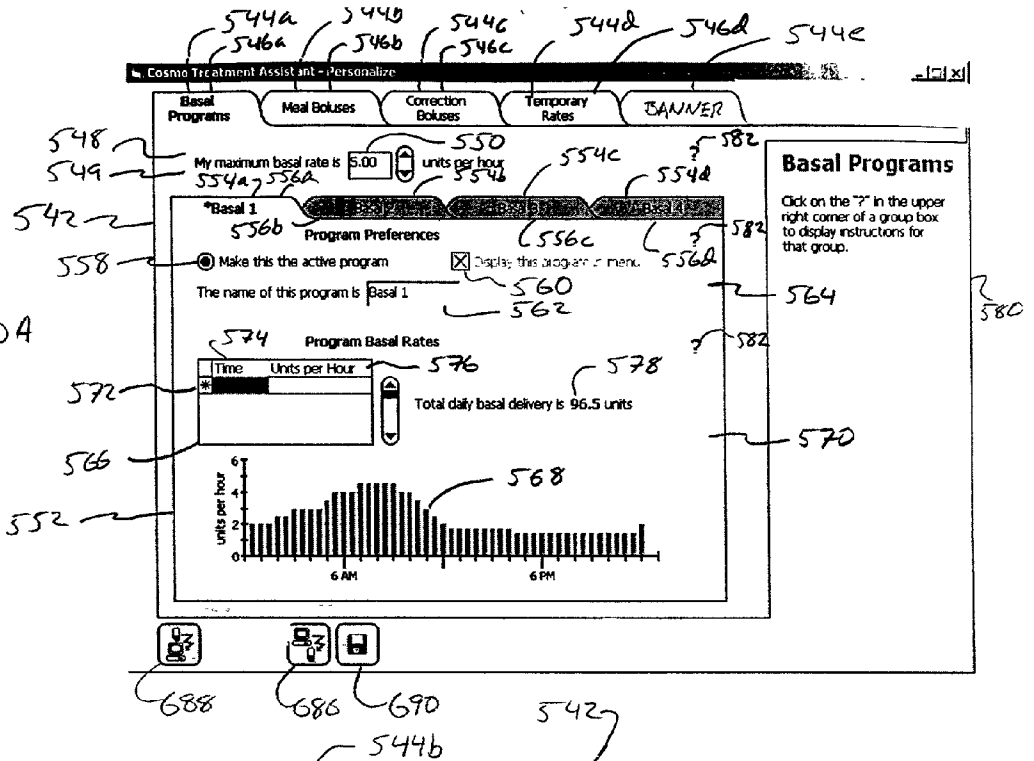 544a 544b 544c 544d 546d 544e
546a 546b 546c
Cosmo Treatment Assistant - Personalize
Basal Programs Meal Boluses Correction Boluses Temporary Rates BANNER
548 550 582
My maximum basal rate is 5.00 units per hour ?
549 554a 556a 554b 554c 554d
Basal Programs
Click on the "?" in the upper
right corner of a group box
to display instructions for
that group.
542 *Basal 1
556b 556c 556d ? 582
Program Preferences
558 Make this the active program Display this program in menu
560 564 580
The name of this program is Basal 1
562
574 Program Basal Rates ? 582
Time Units per Hour 576 578
572 * Total daily basal delivery is 96.5 units
566 570
568
552
units per hour
6
4
2
0
6 AM 6 PM
688 686 690 542
544b